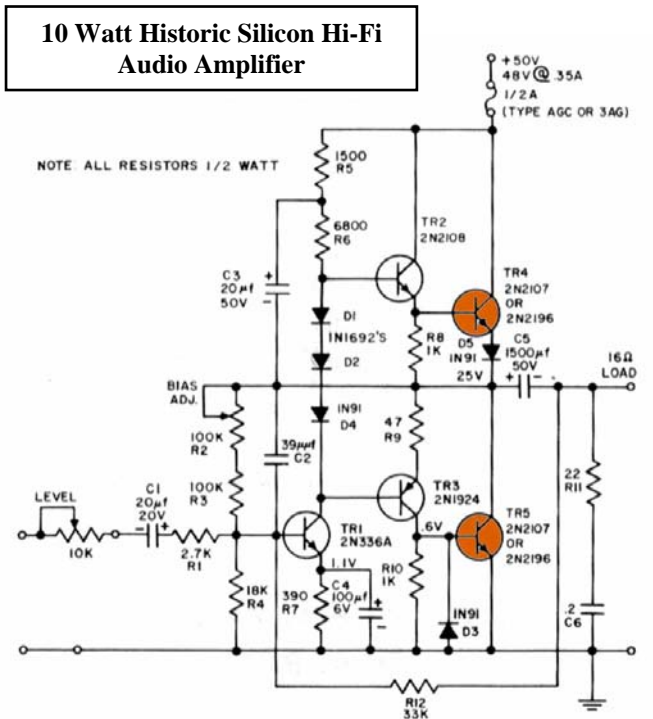 10 Watt Historic Silicon Hi-Fi
Audio Amplifier
+50V
48V@.35A
1/2A
(TYPE AGC OR 3AG)
NOTE: ALL RESISTORS 1/2 WATT
1500
R5
6800
R6
TR2
2N2108
C3
20µf
50V
+
-
D1
1N1692'S
D2
R8
1K
TR4
2N2107
OR
2N2196
D5
1N91
C5
1500µf
50V
25V
+
-
16Ω
LOAD
BIAS
ADJ.
100K
R2
1N91
D4
47
R9
39µµf
C2
100K
R3
TR3
2N1924
22
R11
LEVEL
10K
C1
20µf
20V
-
+
2.7K
R1
TR1
2N336A
.6V
TR5
2N2107
OR
2N2196
1.1V
18K
R4
390
R7
C4
100µf
6V
+
-
R10
1K
1N91
D3
.2
C6
R12
33K